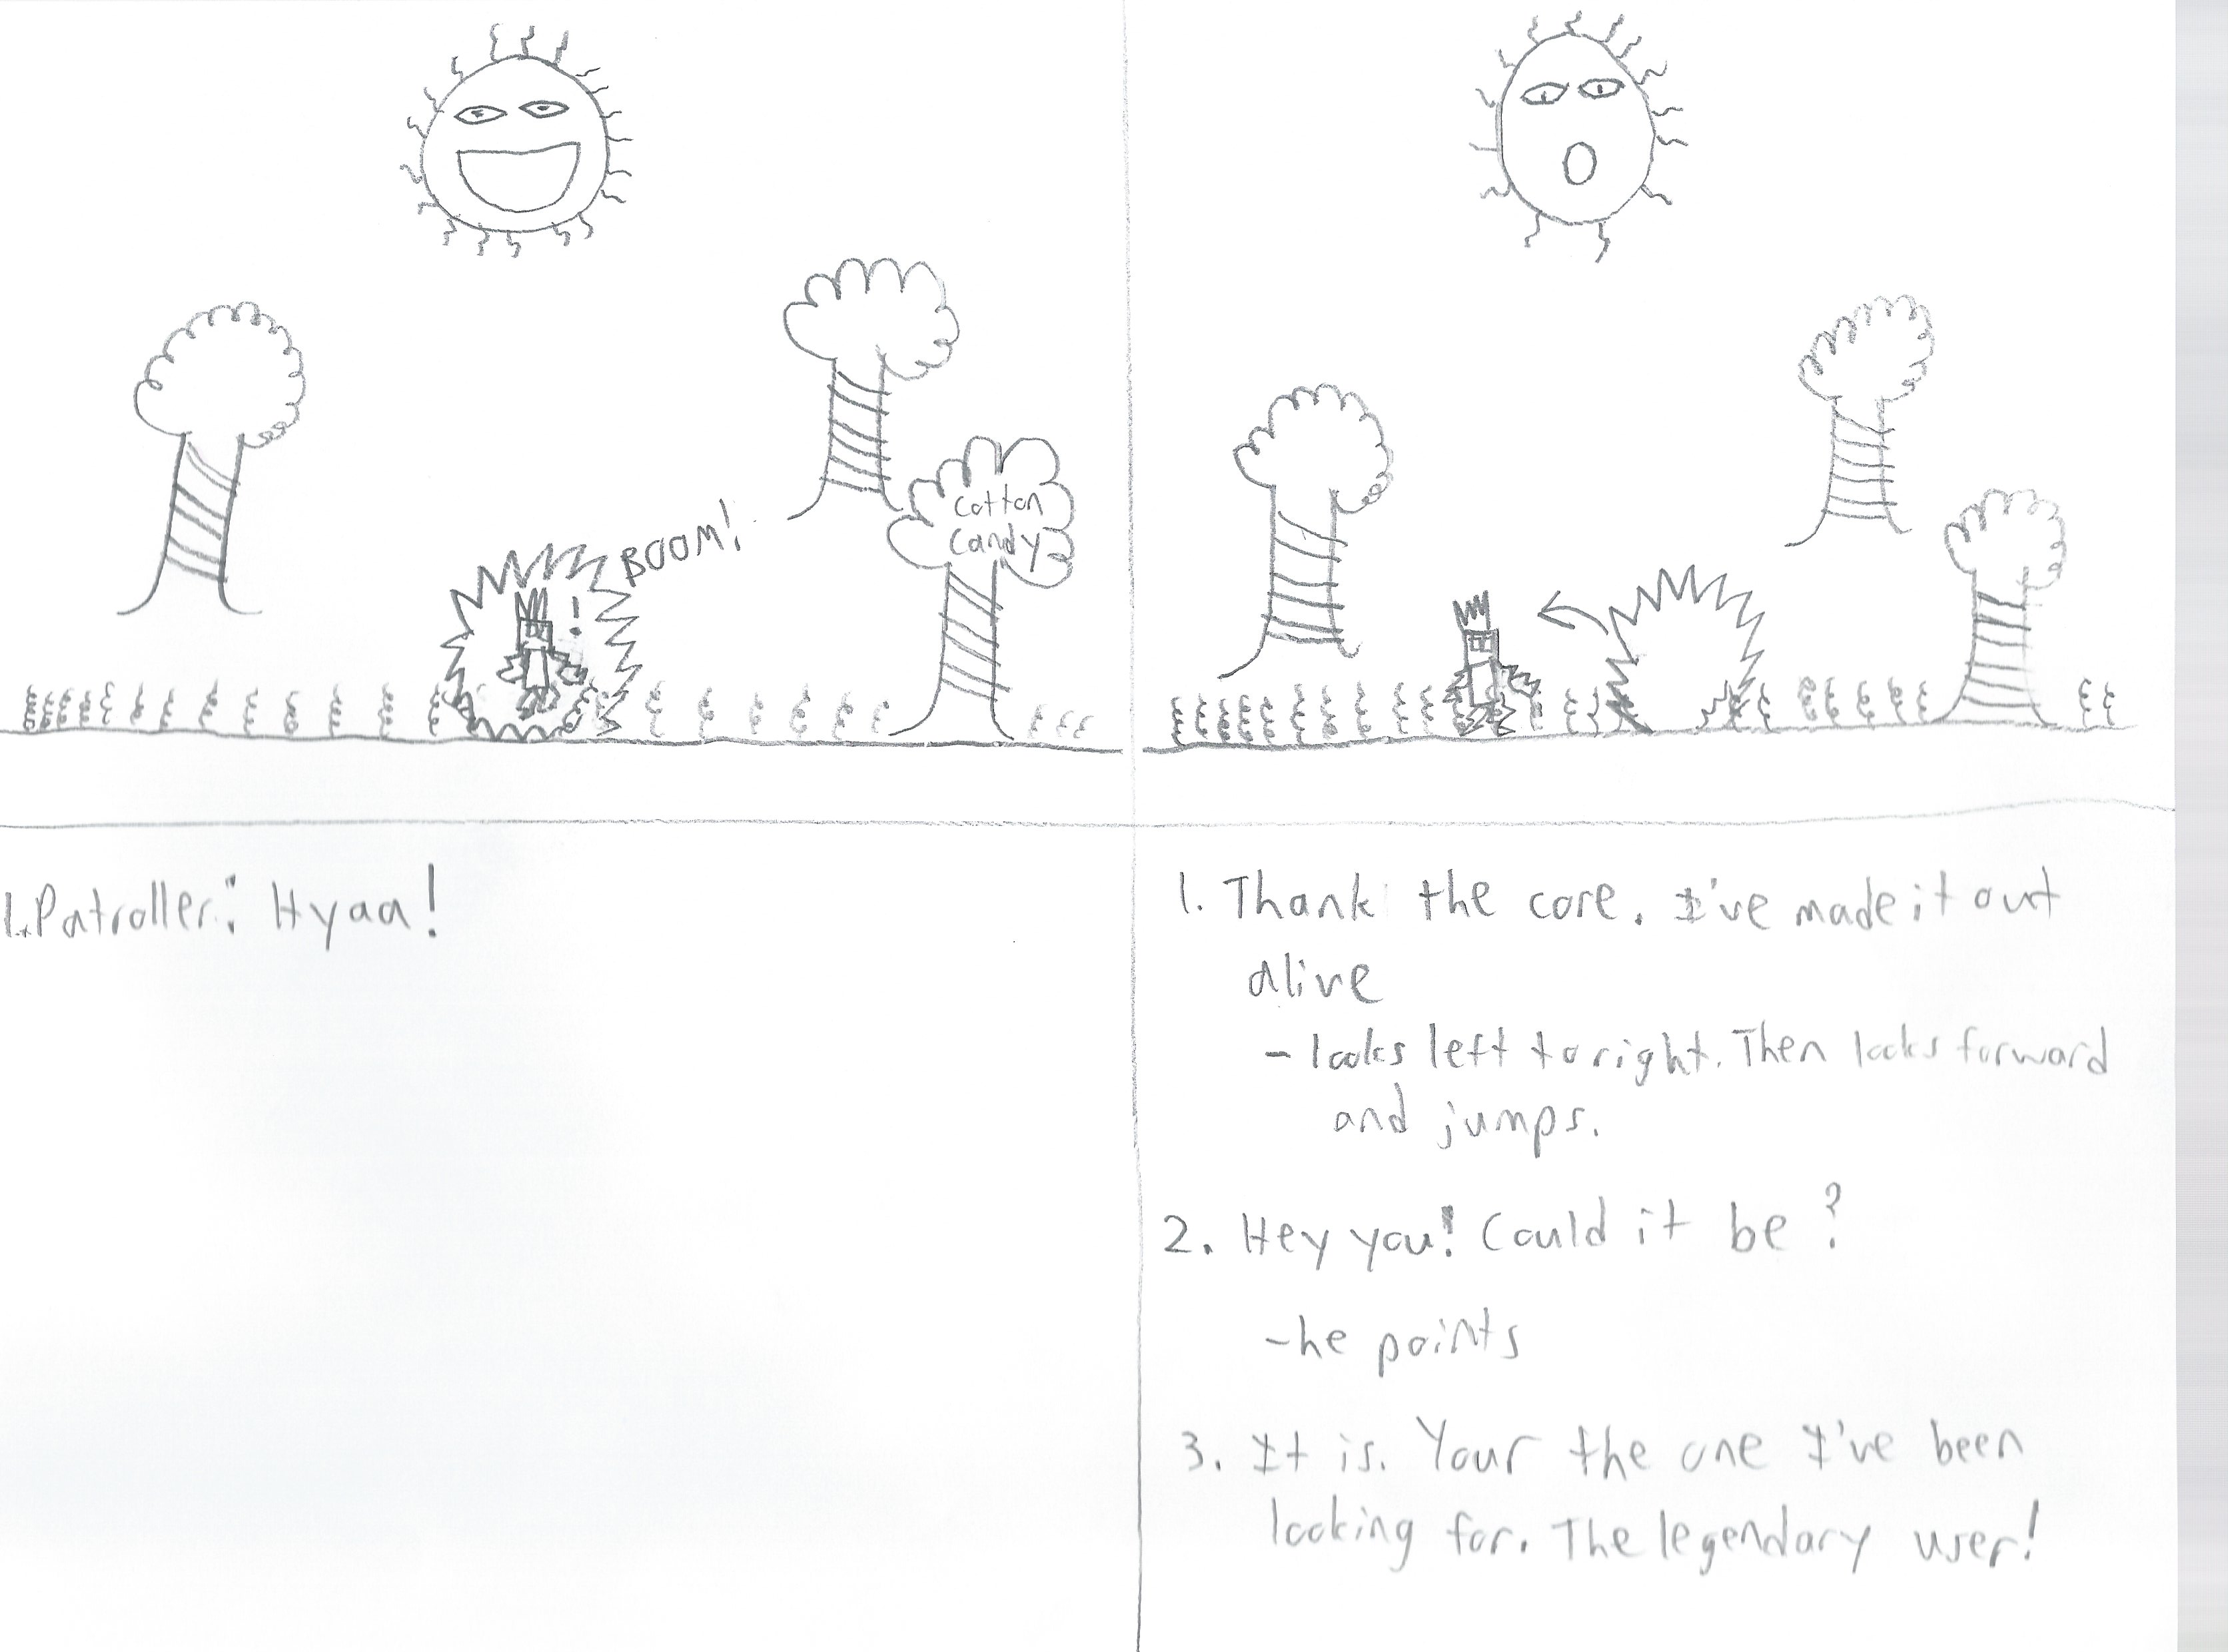 BOOM!
!
Cotton
Candy
1. Patroller: Hyaa!
1. Thank the core. I've made it out
alive
- looks left to right. Then looks forward
and jumps.
2. Hey you! Could it be?
- he points
3. It is. Your the one I've been
looking for. The legendary user!